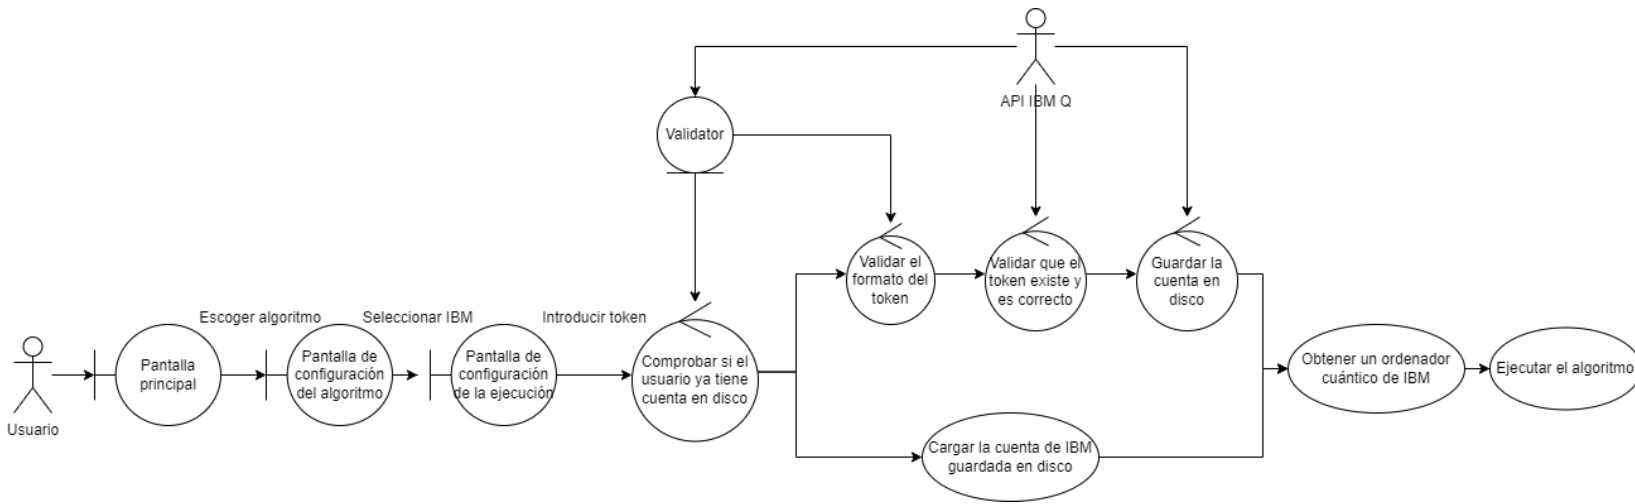 API IBM Q
Validator
Validar el
formato del
token
Validar que el
token existe y
es correcto
Guardar la
cuenta en
disco
Escoger algoritmo
Seleccionar IBM
Introducir token
Usuario
Pantalla
principal
Pantalla de
configuración
del algoritmo
Pantalla de
configuración
de la ejecución
Comprobar si el
usuario ya tiene
cuenta en disco
Cargar la cuenta de IBM
guardada en disco
Obtener un ordenador
cuántico de IBM
Ejecutar el algoritmo